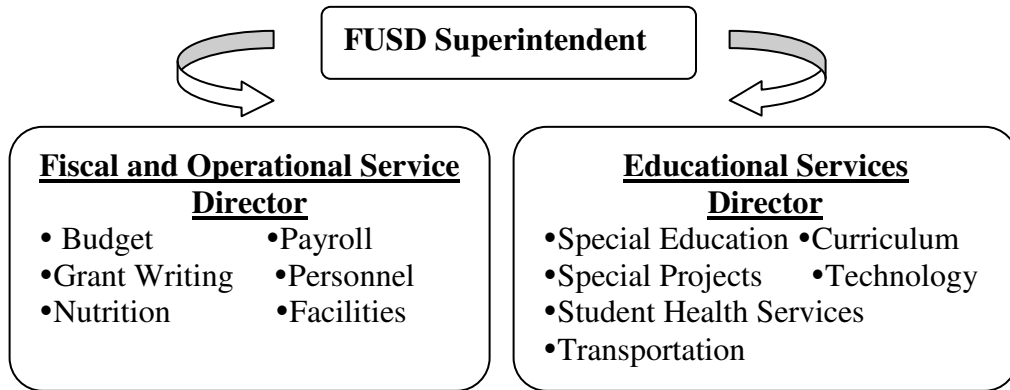 FUSD Superintendent
Fiscal and Operational Service
Director
• Budget •Payroll
•Grant Writing •Personnel
•Nutrition •Facilities
Educational Services
Director
•Special Education •Curriculum
•Special Projects •Technology
•Student Health Services
•Transportation